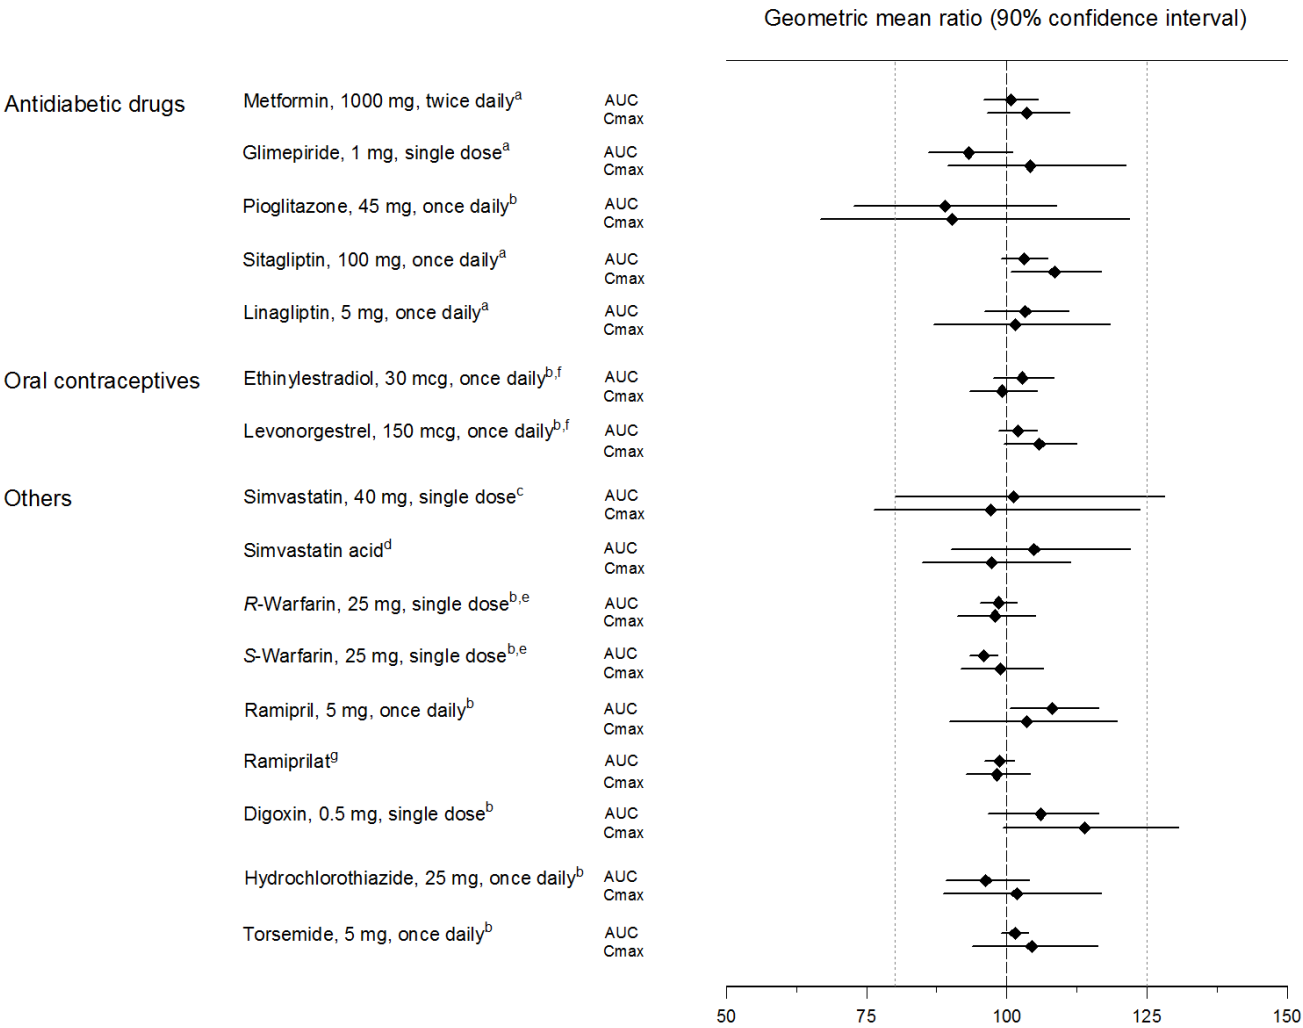 Geometric mean ratio (90% confidence interval)
Antidiabetic drugs
Metformin, 1000 mg, twice dailyᵃ AUC
Cmax
Glimepiride, 1 mg, single doseᵃ AUC
Cmax
Pioglitazone, 45 mg, once dailyᵇ AUC
Cmax
Sitagliptin, 100 mg, once dailyᵃ AUC
Cmax
Linagliptin, 5 mg, once dailyᵃ AUC
Cmax
Oral contraceptives
Ethinylestradiol, 30 mcg, once dailyᵇ,ᶠ AUC
Cmax
Levonorgestrel, 150 mcg, once dailyᵇ,ᶠ AUC
Cmax
Others
Simvastatin, 40 mg, single doseᶜ AUC
Cmax
Simvastatin acidᵈ AUC
Cmax
R-Warfarin, 25 mg, single doseᵇ,ᵉ AUC
Cmax
S-Warfarin, 25 mg, single doseᵇ,ᵉ AUC
Cmax
Ramipril, 5 mg, once dailyᵇ AUC
Cmax
Ramiprilatᵍ AUC
Cmax
Digoxin, 0.5 mg, single doseᵇ AUC
Cmax
Hydrochlorothiazide, 25 mg, once dailyᵇ AUC
Cmax
Torsemide, 5 mg, once dailyᵇ AUC
Cmax
50 75 100 125 150